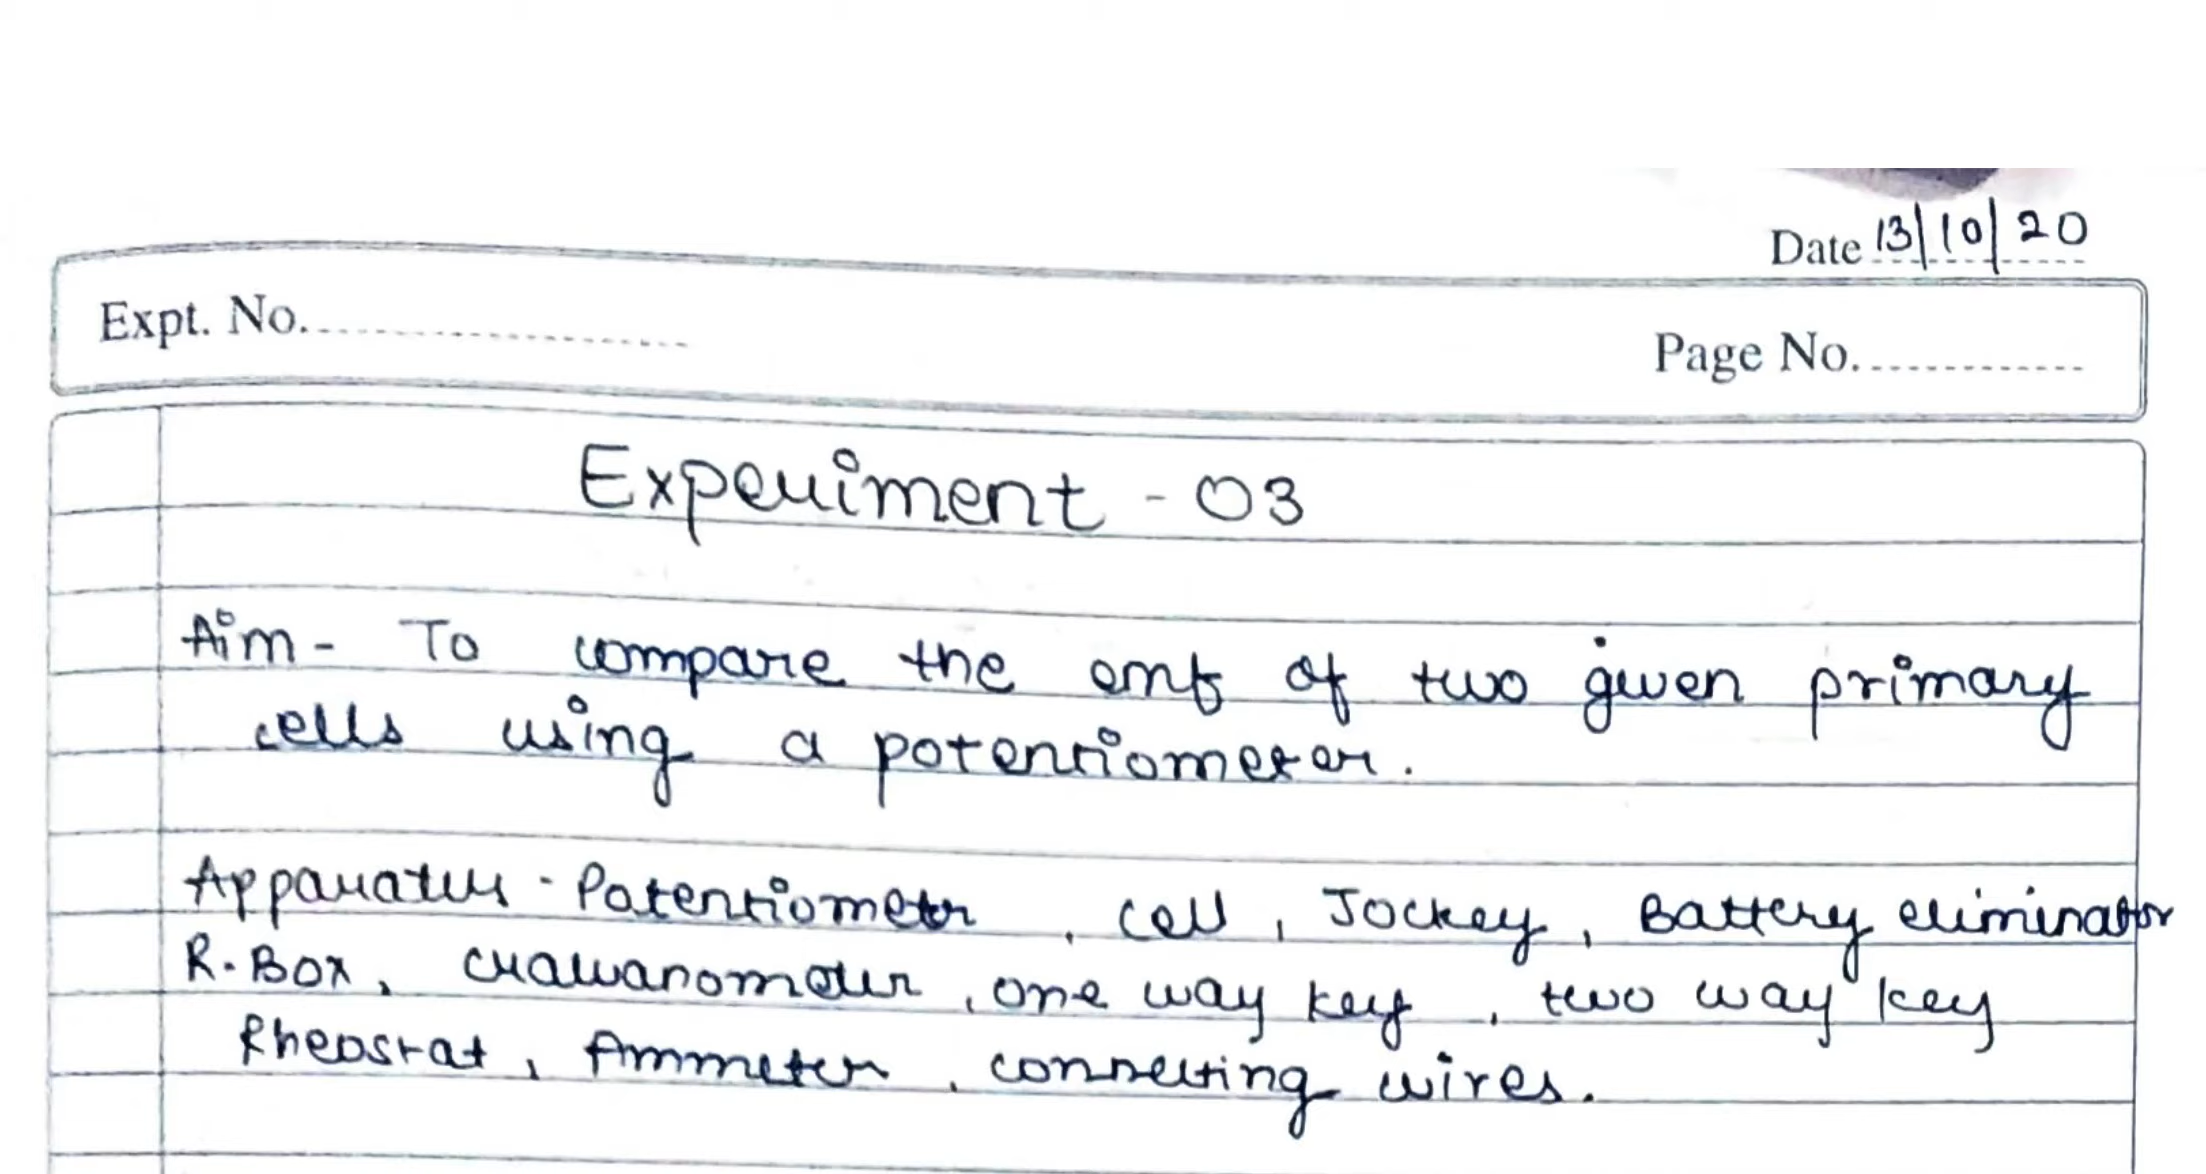 Date 13|10|20
Expt. No.
Page No.
Experiment - 03
Aim - To compare the emf of two given primary
cells using a potentiometer.
Apparatus - Potentiometer, cell, Jockey, Battery eliminator
R. Box, Galvanometer, one way key, two way key
Rheostat, Ammeter, connecting wires.